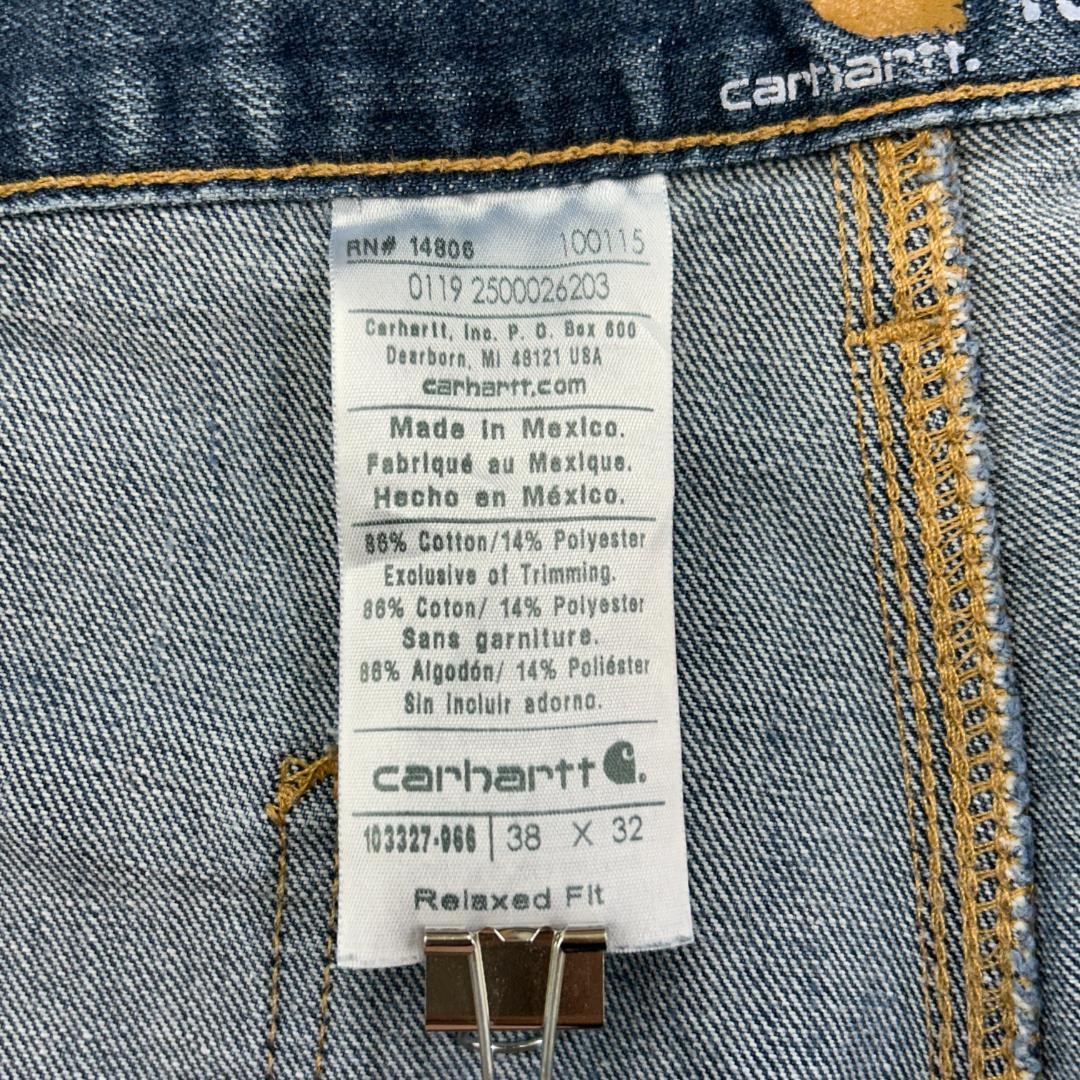 carhartt.
RN# 14806 100115
0119 2500026203
Carhartt, Inc. P. O. Box 600
Dearborn, MI 48121 USA
carhartt.com
Made in Mexico.
Fabriqué au Mexique.
Hecho en México.
86% Cotton/14% Polyester
Exclusive of Trimming.
86% Coton/ 14% Polyester
Sans garniture.
86% Algodón/ 14% Poliéster
Sin incluir adorno.
carhartt
103327-966 38 X 32
Relaxed Fit